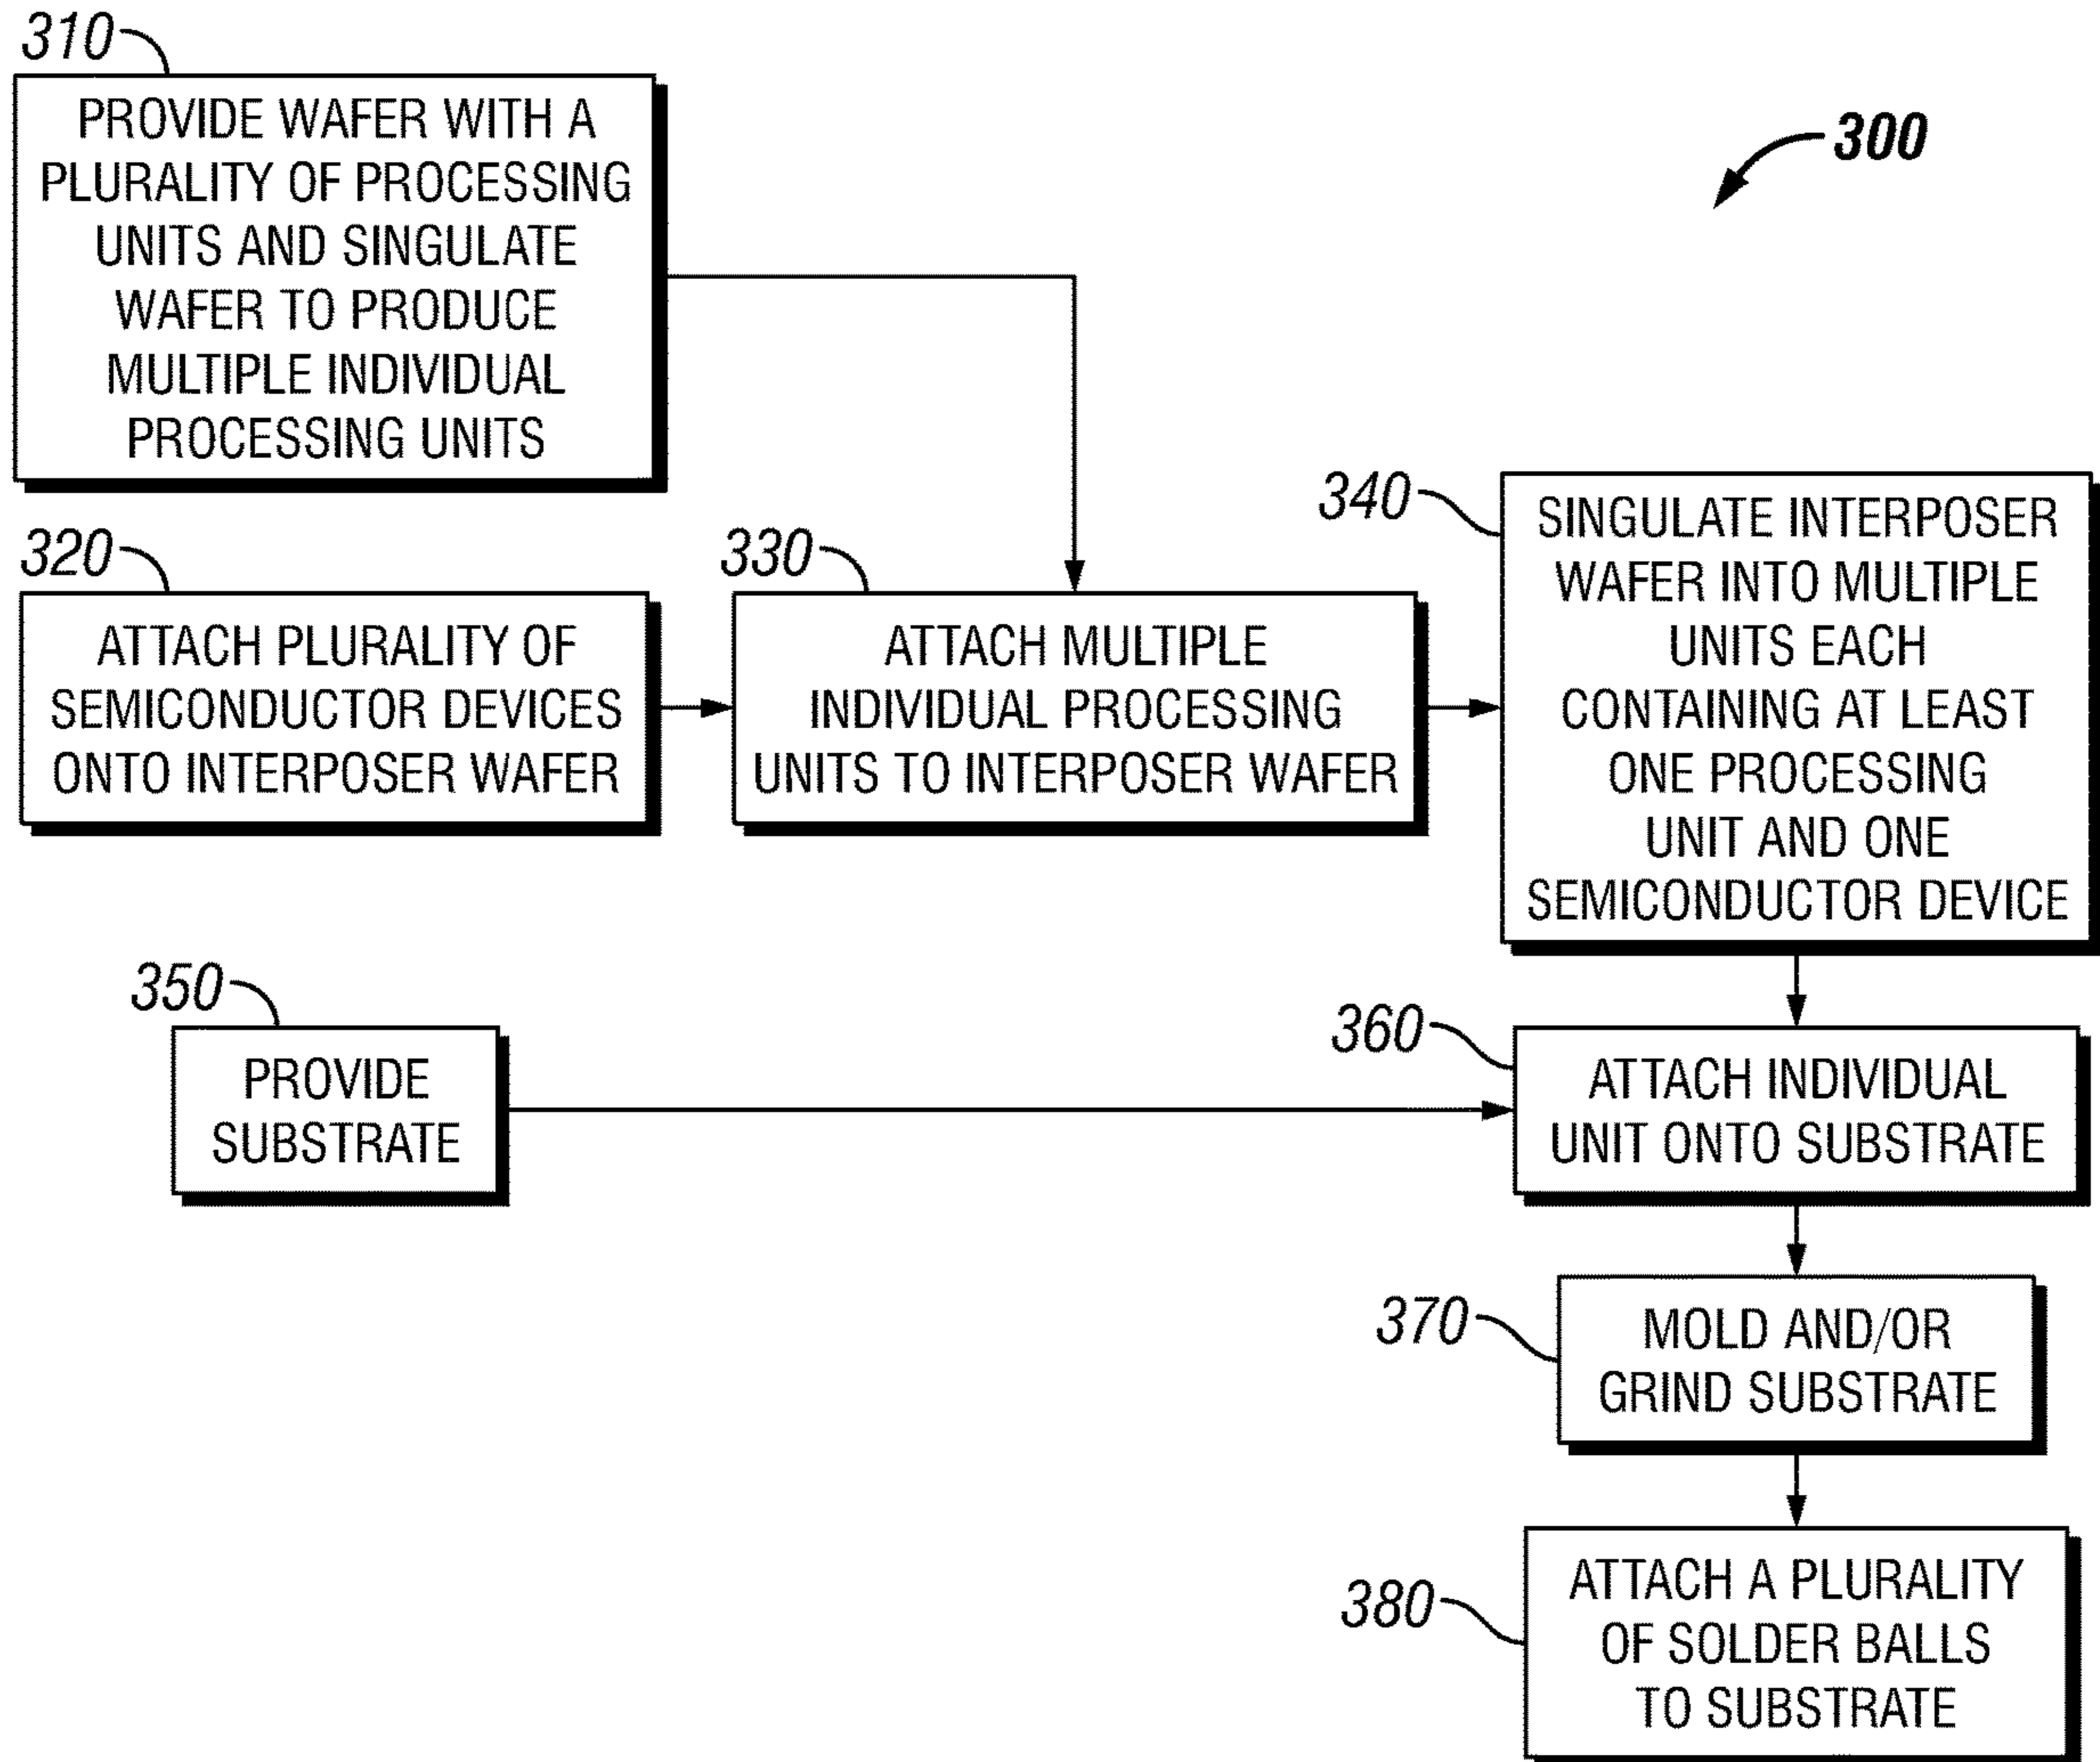 310
PROVIDE WAFER WITH A
PLURALITY OF PROCESSING
UNITS AND SINGULATE
WAFER TO PRODUCE
MULTIPLE INDIVIDUAL
PROCESSING UNITS
300
320
ATTACH PLURALITY OF
SEMICONDUCTOR DEVICES
ONTO INTERPOSER WAFER
330
ATTACH MULTIPLE
INDIVIDUAL PROCESSING
UNITS TO INTERPOSER WAFER
340
SINGULATE INTERPOSER
WAFER INTO MULTIPLE
UNITS EACH
CONTAINING AT LEAST
ONE PROCESSING
UNIT AND ONE
SEMICONDUCTOR DEVICE
350
PROVIDE
SUBSTRATE
360
ATTACH INDIVIDUAL
UNIT ONTO SUBSTRATE
370
MOLD AND/OR
GRIND SUBSTRATE
380
ATTACH A PLURALITY
OF SOLDER BALLS
TO SUBSTRATE